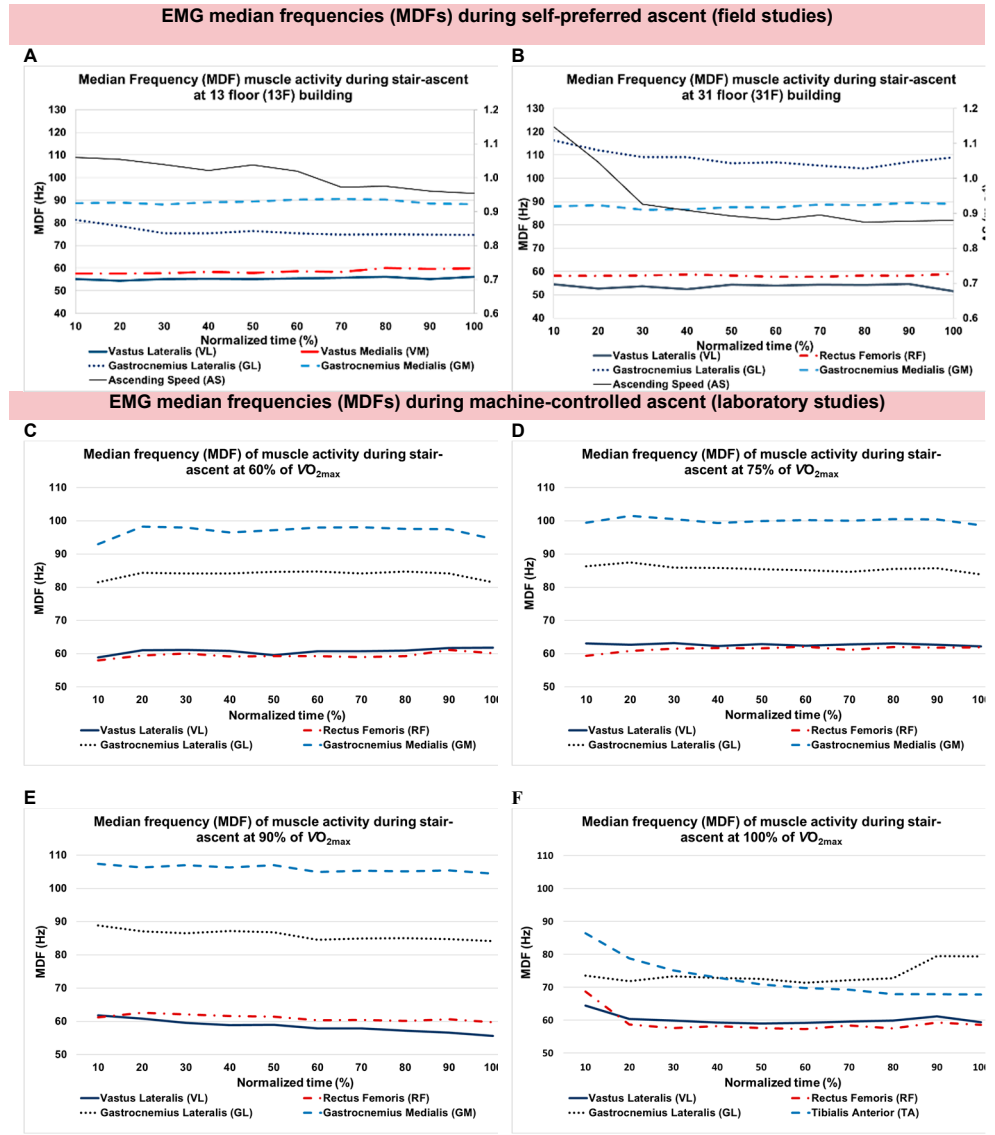 EMG median frequencies (MDFs) during self-preferred ascent (field studies)
A
Median Frequency (MDF) muscle activity during stair-ascent
at 13 floor (13F) building
130
120
110
100
90
80
70
60
50
40
MDF (Hz)
1.2
1.1
1.0
0.9
0.8
0.7
0.6
10 20 30 40 50 60 70 80 90 100
Normalized time (%)
Vastus Lateralis (VL)
Vastus Medialis (VM)
Gastrocnemius Lateralis (GL)
Gastrocnemius Medialis (GM)
Ascending Speed (AS)
B
Median Frequency (MDF) muscle activity during stair-ascent
at 31 floor (31F) building
130
120
110
100
90
80
70
60
50
40
MDF (Hz)
1.2
1.1
1.0
0.9
0.8
0.7
0.6
10 20 30 40 50 60 70 80 90 100
Normalized time (%)
Vastus Lateralis (VL)
Rectus Femoris (RF)
Gastrocnemius Lateralis (GL)
Gastrocnemius Medialis (GM)
Ascending Speed (AS)
EMG median frequencies (MDFs) during machine-controlled ascent (laboratory studies)
C
Median frequency (MDF) of muscle activity during stair-
ascent at 60% of VO2max
110
100
90
80
70
60
50
MDF (Hz)
10 20 30 40 50 60 70 80 90 100
Normalized time (%)
Vastus Lateralis (VL)
Rectus Femoris (RF)
Gastrocnemius Lateralis (GL)
Gastrocnemius Medialis (GM)
D
Median frequency (MDF) of muscle activity during stair-
ascent at 75% of VO2max
110
100
90
80
70
60
50
MDF (Hz)
10 20 30 40 50 60 70 80 90 100
Normalized time (%)
Vastus Lateralis (VL)
Rectus Femoris (RF)
Gastrocnemius Lateralis (GL)
Gastrocnemius Medialis (GM)
E
Median frequency (MDF) of muscle activity during stair-
ascent at 90% of VO2max
110
100
90
80
70
60
50
MDF (Hz)
10 20 30 40 50 60 70 80 90 100
Normalized time (%)
Vastus Lateralis (VL)
Rectus Femoris (RF)
Gastrocnemius Lateralis (GL)
Gastrocnemius Medialis (GM)
F
Median frequency (MDF) of muscle activity during stair-
ascent at 100% of VO2max
110
100
90
80
70
60
50
MDF (Hz)
10 20 30 40 50 60 70 80 90 100
Normalized time (%)
Vastus Lateralis (VL)
Rectus Femoris (RF)
Gastrocnemius Lateralis (GL)
Tibialis Anterior (TA)